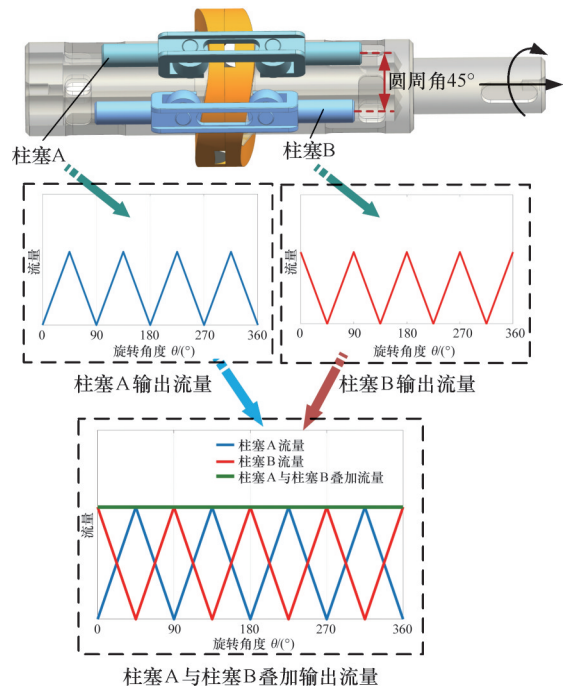 圆周角45°
柱塞A
柱塞B
流量
0 90 180 270 360
旋转角度 θ/(°)
柱塞A输出流量
流量
0 90 180 270 360
旋转角度 θ/(°)
柱塞B输出流量
柱塞A流量
柱塞B流量
柱塞A与柱塞B叠加流量
流量
0 90 180 270 360
旋转角度 θ/(°)
柱塞A与柱塞B叠加输出流量